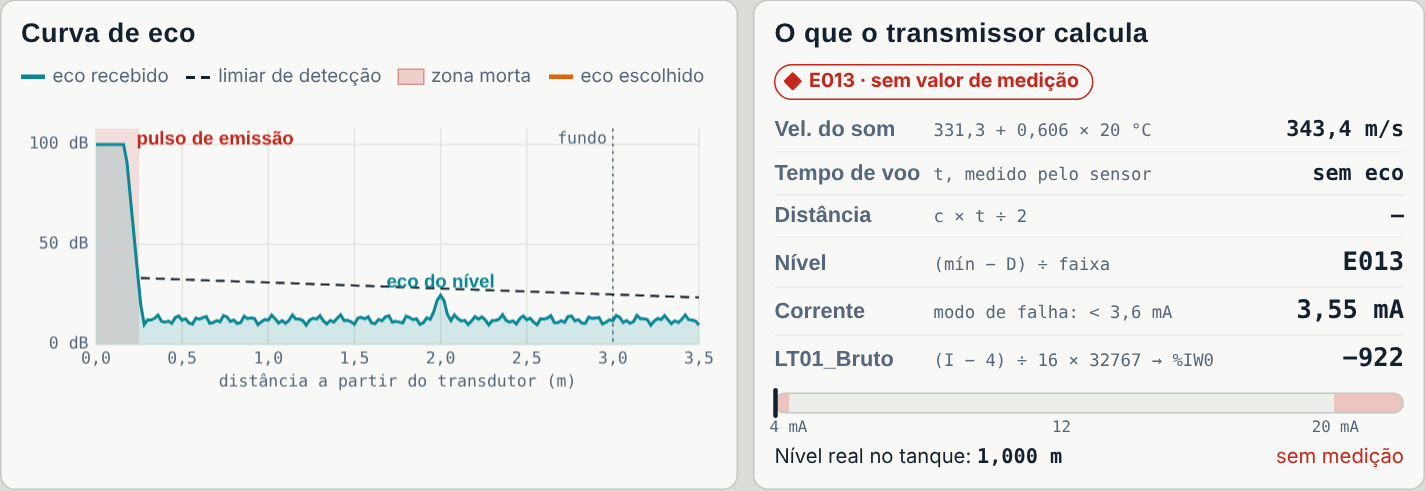 Curva de eco
eco recebido limiar de detecção zona morta eco escolhido
100 dB
50 dB
0 dB
pulso de emissão
fundo
eco do nível
0,0 0,5 1,0 1,5 2,0 2,5 3,0 3,5
distância a partir do transdutor (m)
O que o transmissor calcula
E013 · sem valor de medição
Vel. do som 331,3 + 0,606 × 20 °C 343,4 m/s
Tempo de voo t, medido pelo sensor sem eco
Distância c × t ÷ 2 —
Nível (mín − D) ÷ faixa E013
Corrente modo de falha: < 3,6 mA 3,55 mA
LT01_Bruto (I − 4) ÷ 16 × 32767 → %IW0 −922
4 mA 12 20 mA
Nível real no tanque: 1,000 m sem medição